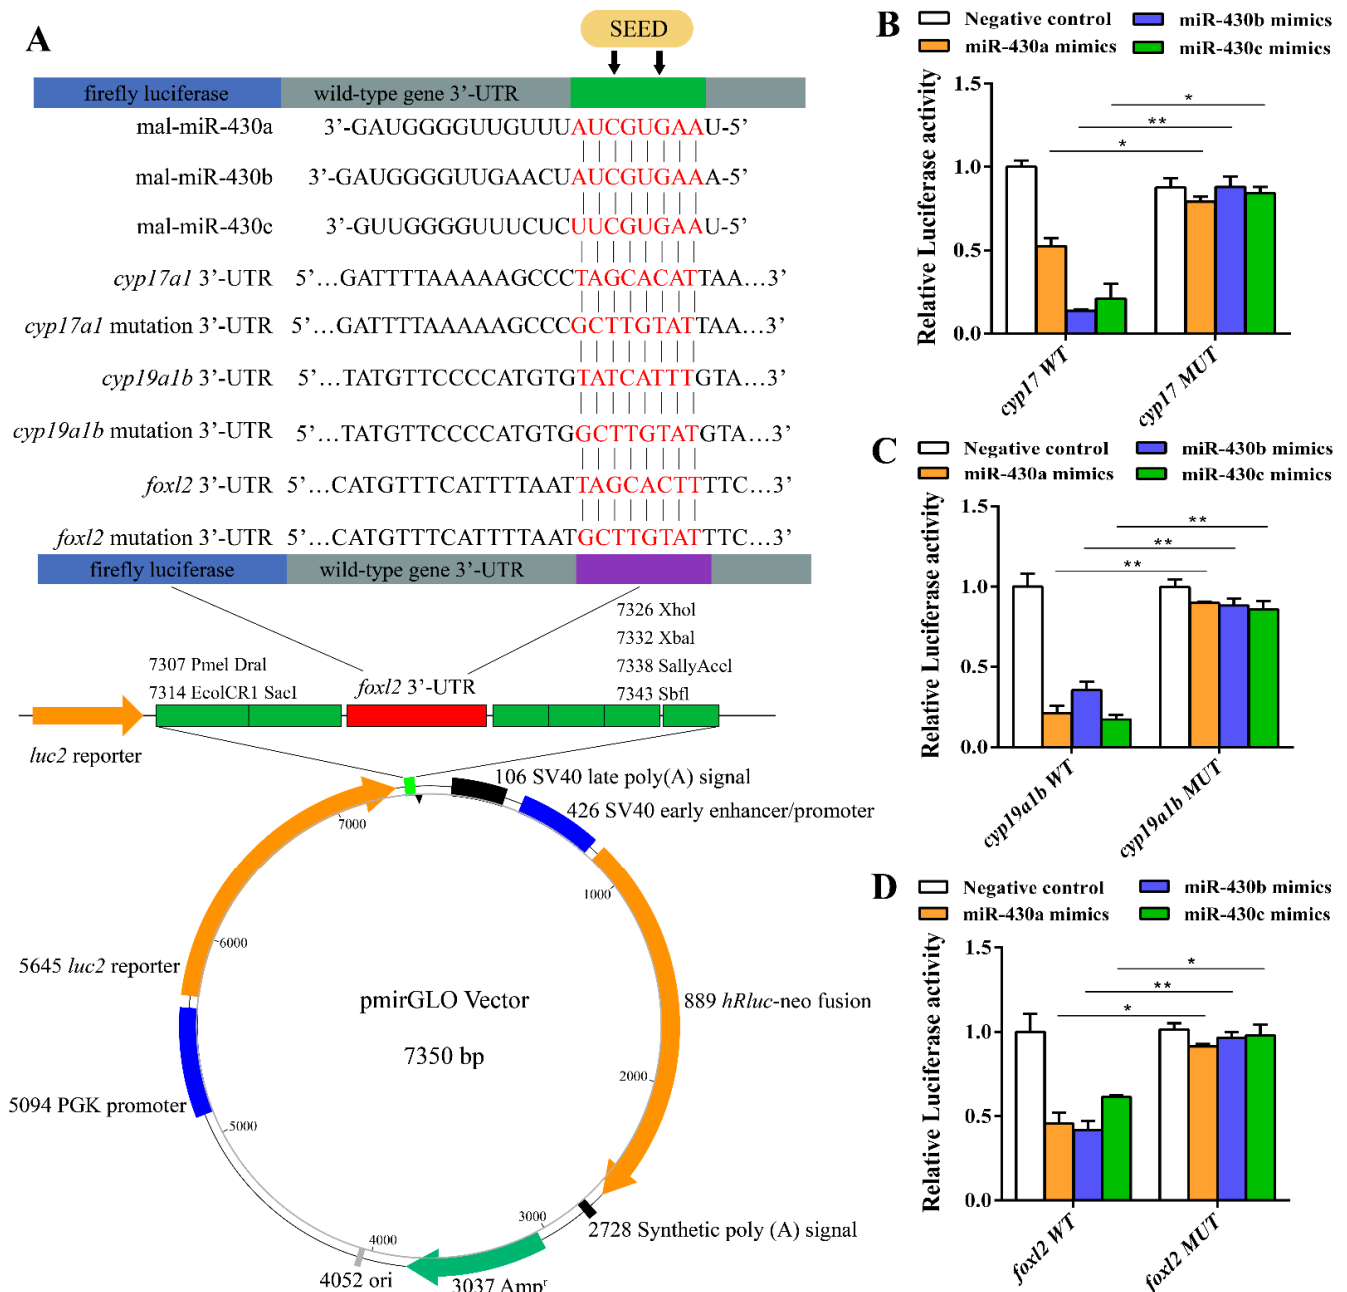 A
SEED
firefly luciferase wild-type gene 3’-UTR
mal-miR-430a 3’-GAUGGGGUUGUUUAUCGUGAAU-5’
mal-miR-430b 3’-GAUGGGGUUGAACUAUCGUGAAA-5’
mal-miR-430c 3’-GUUGGGGUUUCUCUUCGUGAAU-5’
cyp17a1 3’-UTR 5’…GATTTTAAAAAGCCCTAGCACATTAA…3’
cyp17a1 mutation 3’-UTR 5’…GATTTTAAAAAGCCCGCTTGTATTAA…3’
cyp19a1b 3’-UTR 5’…TATGTTCCCCATGTGTATCATTTGTA…3’
cyp19a1b mutation 3’-UTR 5’…TATGTTCCCCATGTGGCTTGTATGTA…3’
foxl2 3’-UTR 5’…CATGTTTCATTTTAATTAGCACTTTTC…3’
foxl2 mutation 3’-UTR 5’…CATGTTTCATTTTAATGCTTGTATTTC…3’
firefly luciferase wild-type gene 3’-UTR
7326 XhoI
7332 XbaI
7338 SallyAccI
7343 SbfI
7307 PmeI DraI
7314 EcolCR1 SacI
foxl2 3’-UTR
luc2 reporter
106 SV40 late poly(A) signal
426 SV40 early enhancer/promoter
7000
1000
6000
5645 luc2 reporter
889 hRluc-neo fusion
pmirGLO Vector
7350 bp
2000
5094 PGK promoter
5000
3000
2728 Synthetic poly (A) signal
4000
4052 ori
3037 Ampʳ
B
Negative control miR-430b mimics
miR-430a mimics miR-430c mimics
Relative Luciferase activity
1.5
1.0
0.5
0.0
*
**
*
cyp17 WT
cyp17 MUT
C
Negative control miR-430b mimics
miR-430a mimics miR-430c mimics
Relative Luciferase activity
1.5
1.0
0.5
0.0
**
**
**
cyp19a1b WT
cyp19a1b MUT
D
Negative control miR-430b mimics
miR-430a mimics miR-430c mimics
Relative Luciferase activity
1.5
1.0
0.5
0.0
*
**
*
foxl2 WT
foxl2 MUT